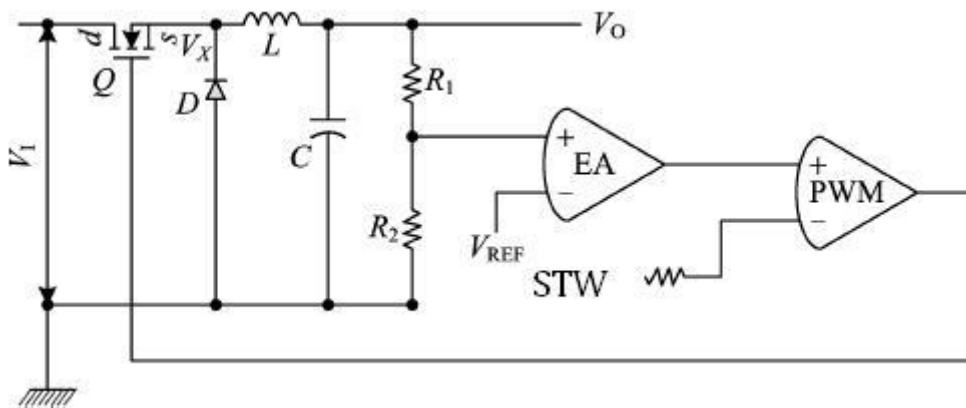 d
s
V_X
L
V_O
Q
D
R_1
V_I
C
+
EA
−
+
PWM
−
R_2
V_REF
STW